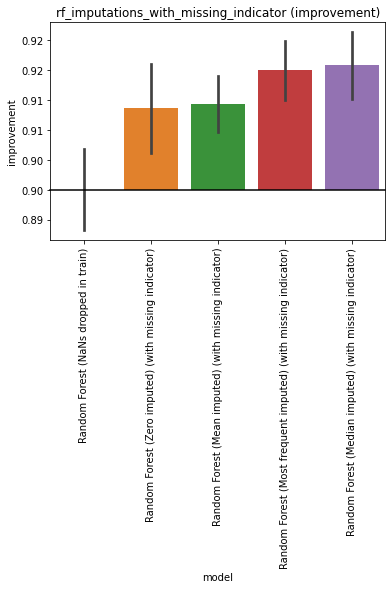 rf_imputations_with_missing_indicator (improvement)
improvement
0.92
0.92
0.91
0.91
0.90
0.90
0.89
Random Forest (NaNs dropped in train)
Random Forest (Zero imputed) (with missing indicator)
Random Forest (Mean imputed) (with missing indicator)
Random Forest (Most frequent imputed) (with missing indicator)
Random Forest (Median imputed) (with missing indicator)
model